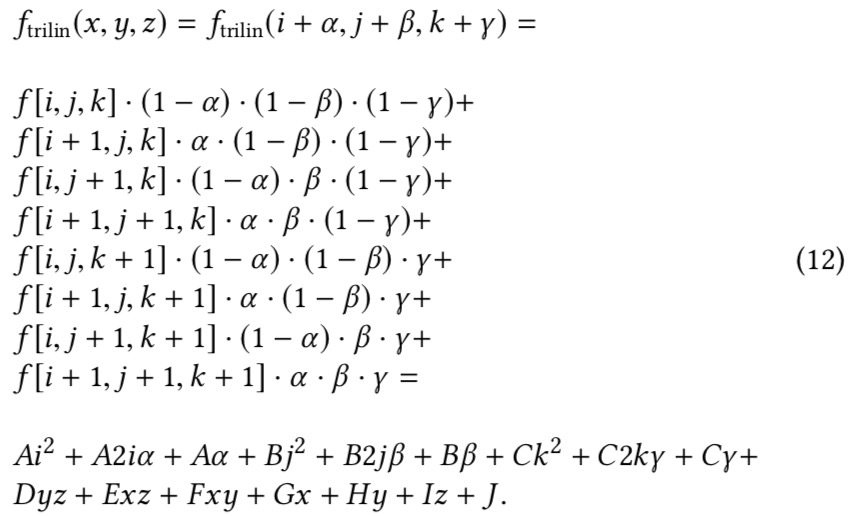 f_trilin(x, y, z) = f_trilin(i + α, j + β, k + γ) =
f[i, j, k] · (1 − α) · (1 − β) · (1 − γ)+
f[i + 1, j, k] · α · (1 − β) · (1 − γ)+
f[i, j + 1, k] · (1 − α) · β · (1 − γ)+
f[i + 1, j + 1, k] · α · β · (1 − γ)+
f[i, j, k + 1] · (1 − α) · (1 − β) · γ+ (12)
f[i + 1, j, k + 1] · α · (1 − β) · γ+
f[i, j + 1, k + 1] · (1 − α) · β · γ+
f[i + 1, j + 1, k + 1] · α · β · γ =
Ai² + A2iα + Aα + Bj² + B2jβ + Bβ + Ck² + C2kγ + Cγ+
Dyz + Exz + Fxy + Gx + Hy + Iz + J.